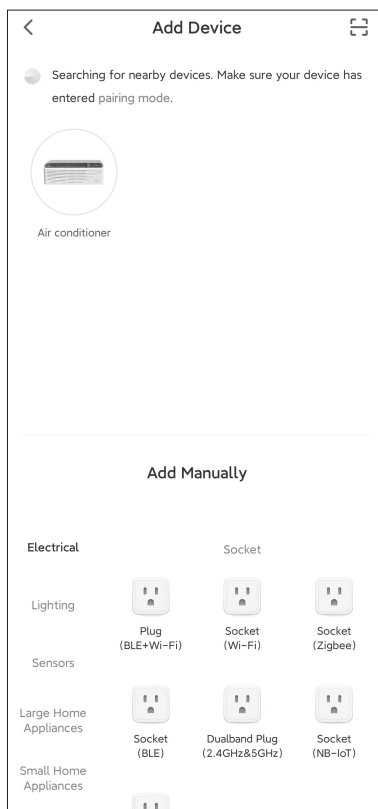 Add Device
Searching for nearby devices. Make sure your device has
entered pairing mode.
Air conditioner
Add Manually
Electrical
Lighting
Sensors
Large Home
Appliances
Small Home
Appliances
Socket
Plug
(BLE+Wi-Fi)
Socket
(Wi-Fi)
Socket
(Zigbee)
Socket
(BLE)
Dualband Plug
(2.4GHz&5GHz)
Socket
(NB-IoT)